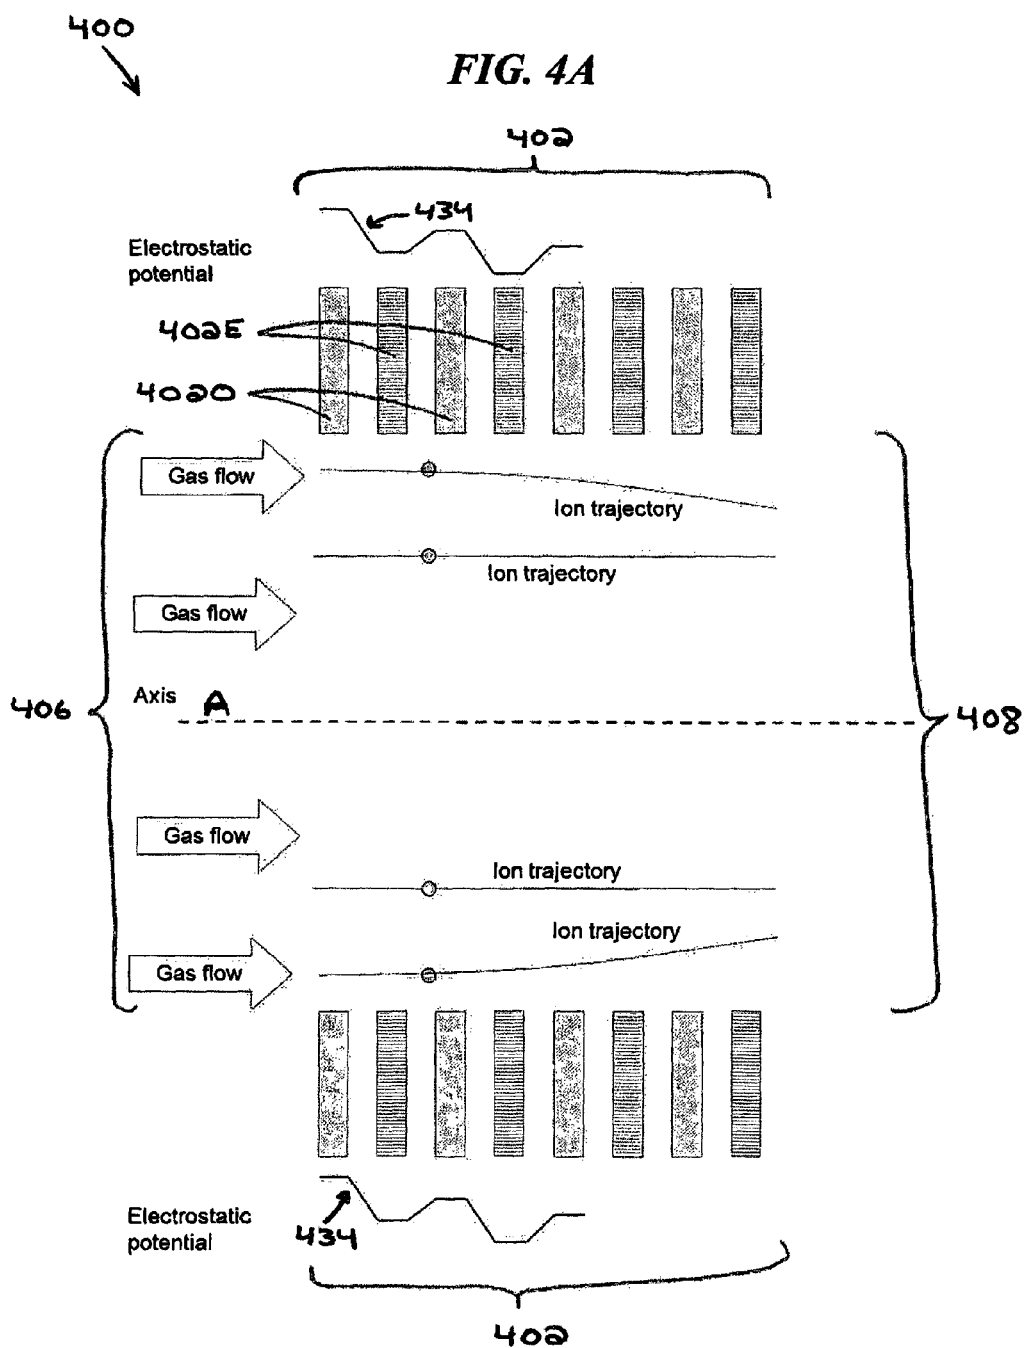 400
FIG. 4A
402
434
Electrostatic
potential
402E
402O
Gas flow
Ion trajectory
Ion trajectory
Gas flow
Axis A
406
408
Gas flow
Ion trajectory
Ion trajectory
Gas flow
Electrostatic
potential
434
402